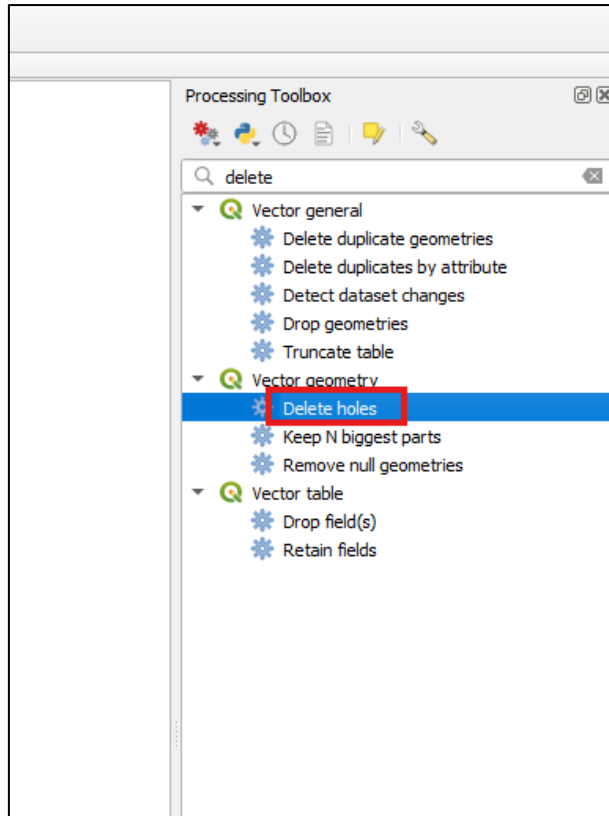 Processing Toolbox
delete
Vector general
Delete duplicate geometries
Delete duplicates by attribute
Detect dataset changes
Drop geometries
Truncate table
Vector geometry
Delete holes
Keep N biggest parts
Remove null geometries
Vector table
Drop field(s)
Retain fields